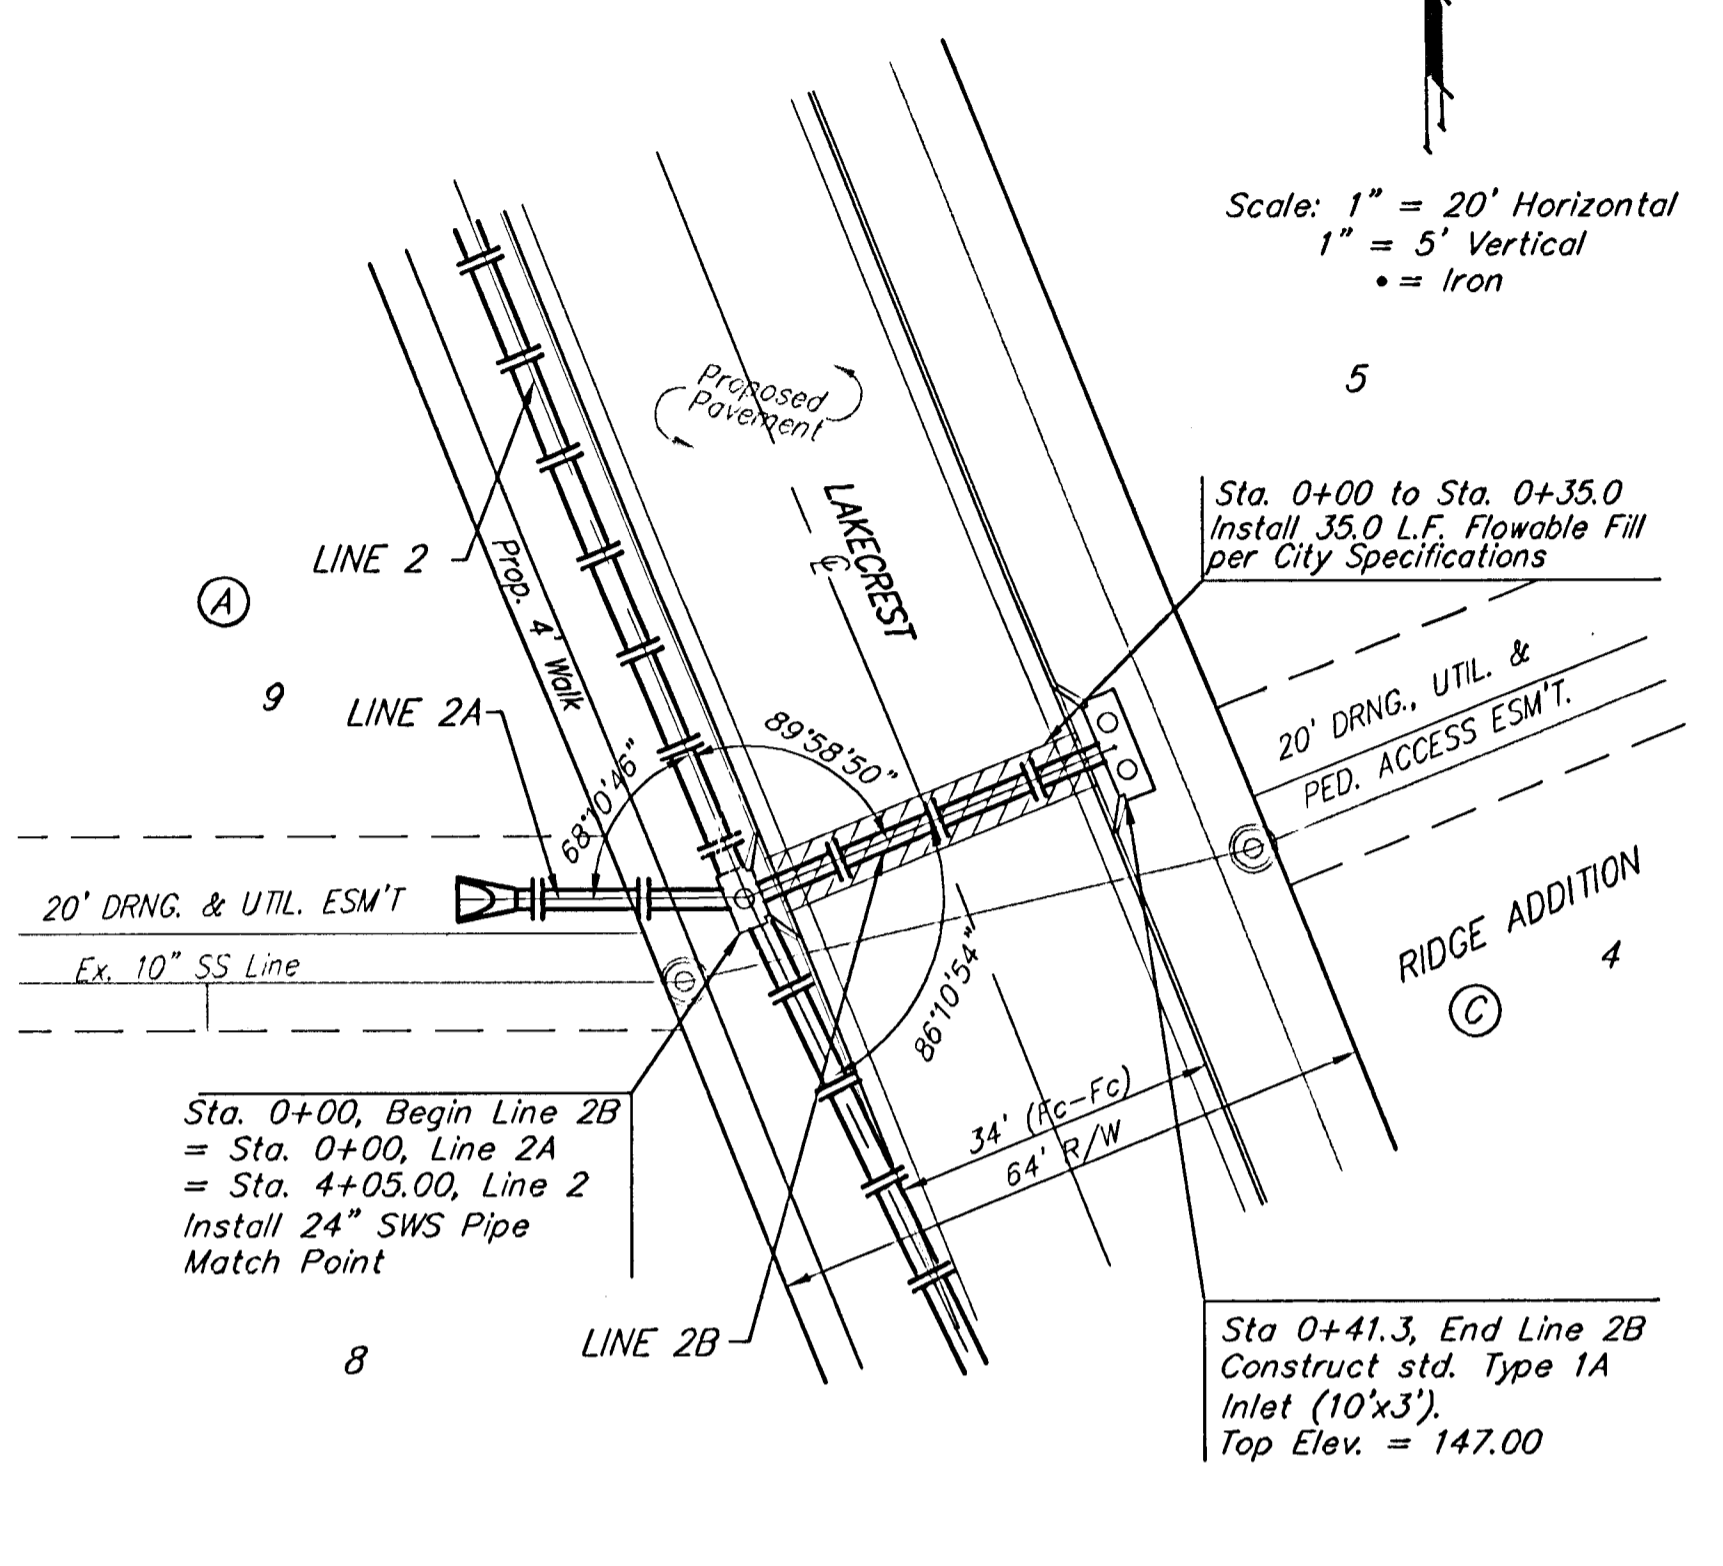 Scale: 1" = 20' Horizontal
1" = 5' Vertical
• = Iron
5
Proposed
Pavement
LAKECREST
℄
Sta. 0+00 to Sta. 0+35.0
Install 35.0 L.F. Flowable Fill
per City Specifications
LINE 2
Prop. 4' Walk
A
9
LINE 2A
68°10'46"
89°58'50"
20' DRNG., UTIL. &
PED. ACCESS ESM'T.
20' DRNG. & UTIL. ESM'T
Ex. 10" SS Line
86°10'54"
RIDGE ADDITION
4
C
34' (Fc-Fc)
64' R/W
Sta. 0+00, Begin Line 2B
= Sta. 0+00, Line 2A
= Sta. 4+05.00, Line 2
Install 24" SWS Pipe
Match Point
8
LINE 2B
Sta 0+41.3, End Line 2B
Construct std. Type 1A
Inlet (10'x3').
Top Elev. = 147.00